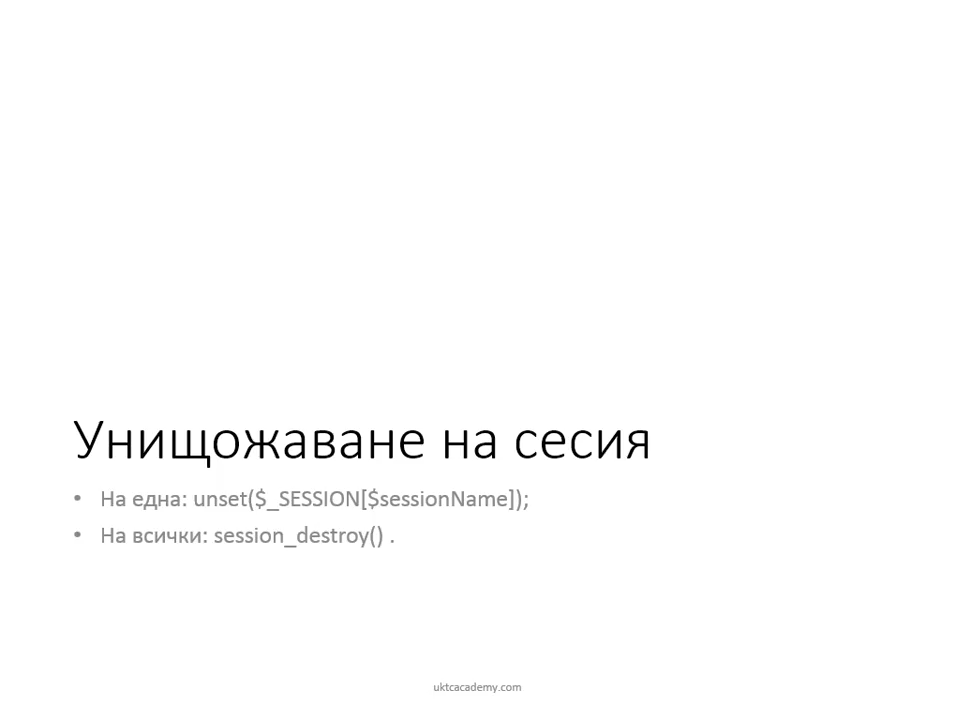 Унищожаване на сесия
• На една: unset($_SESSION[$sessionName]);
• На всички: session_destroy() .
uktcacademy.com